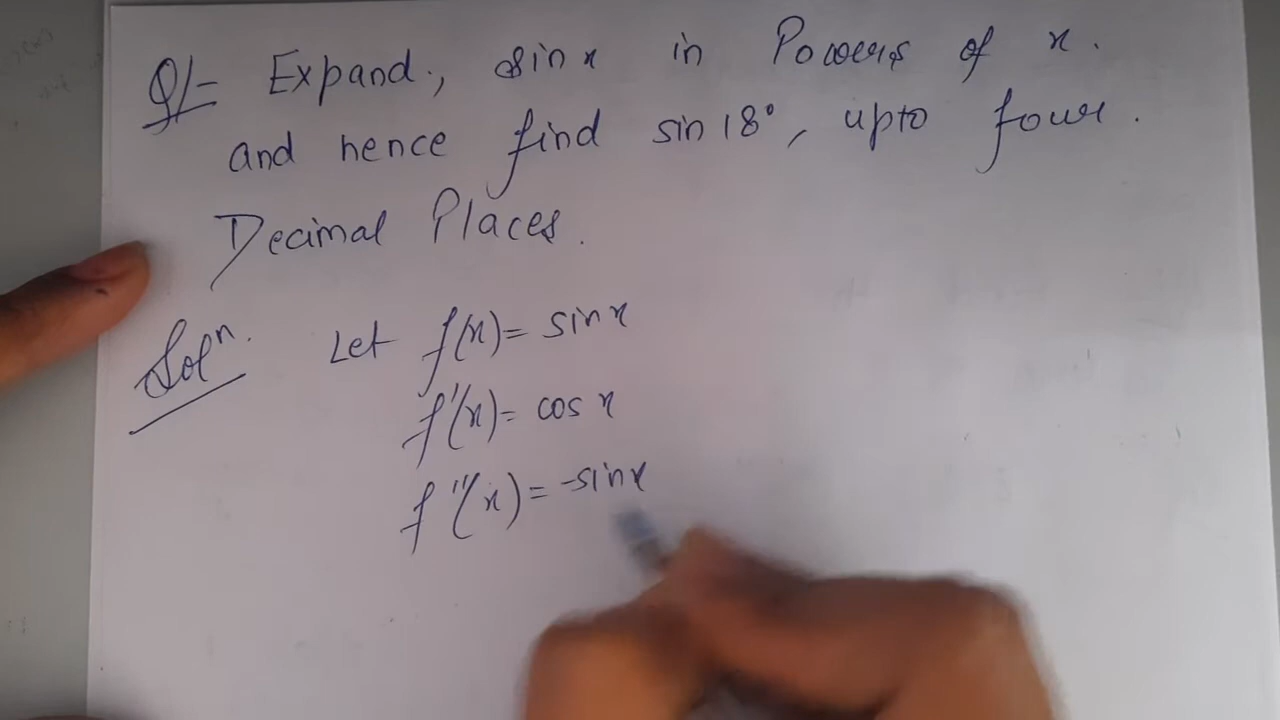 Q/- Expand, sin x in Powers of x.
and hence find sin 18°, upto four.
Decimal Places.
Solⁿ. Let f(x) = sin x
f'(x) = cos x
f''(x) = -sin x